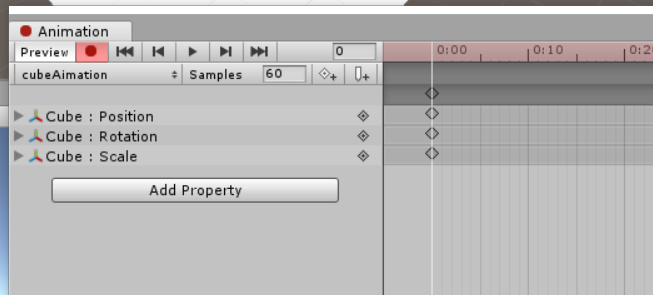 Animation
Preview 0 0:00 0:10 0:2
cubeAimation Samples 60
Cube : Position
Cube : Rotation
Cube : Scale
Add Property